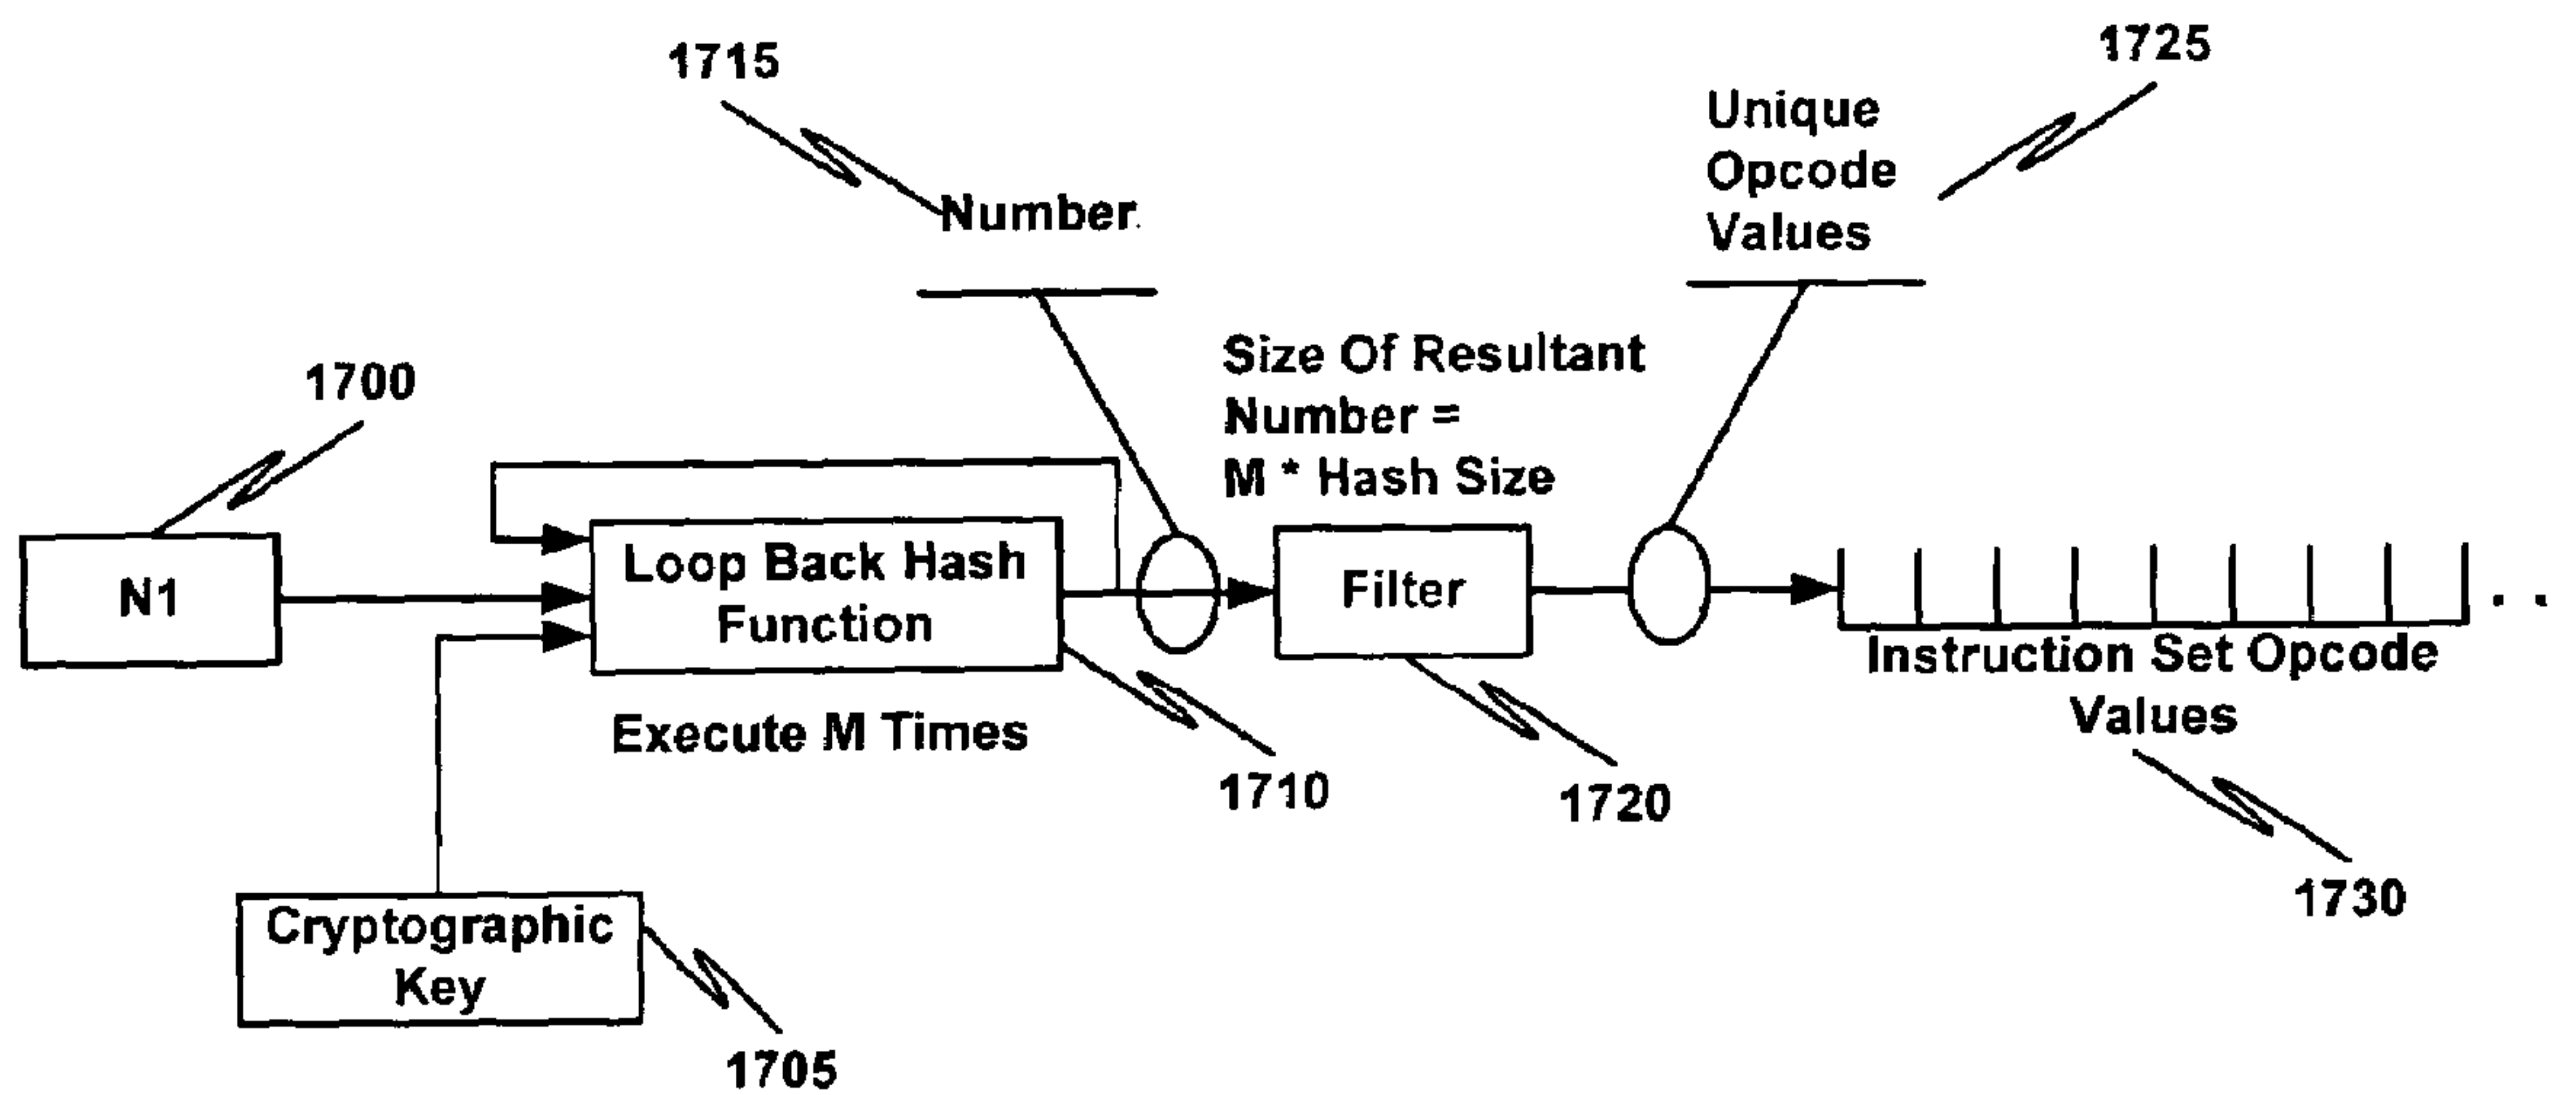 1715
1725
Unique
Opcode
Values
Number
Size Of Resultant
Number =
M * Hash Size
1700
N1
Loop Back Hash
Function
Filter
. .
Instruction Set Opcode
Values
Execute M Times
1710
1720
1730
Cryptographic
Key
1705